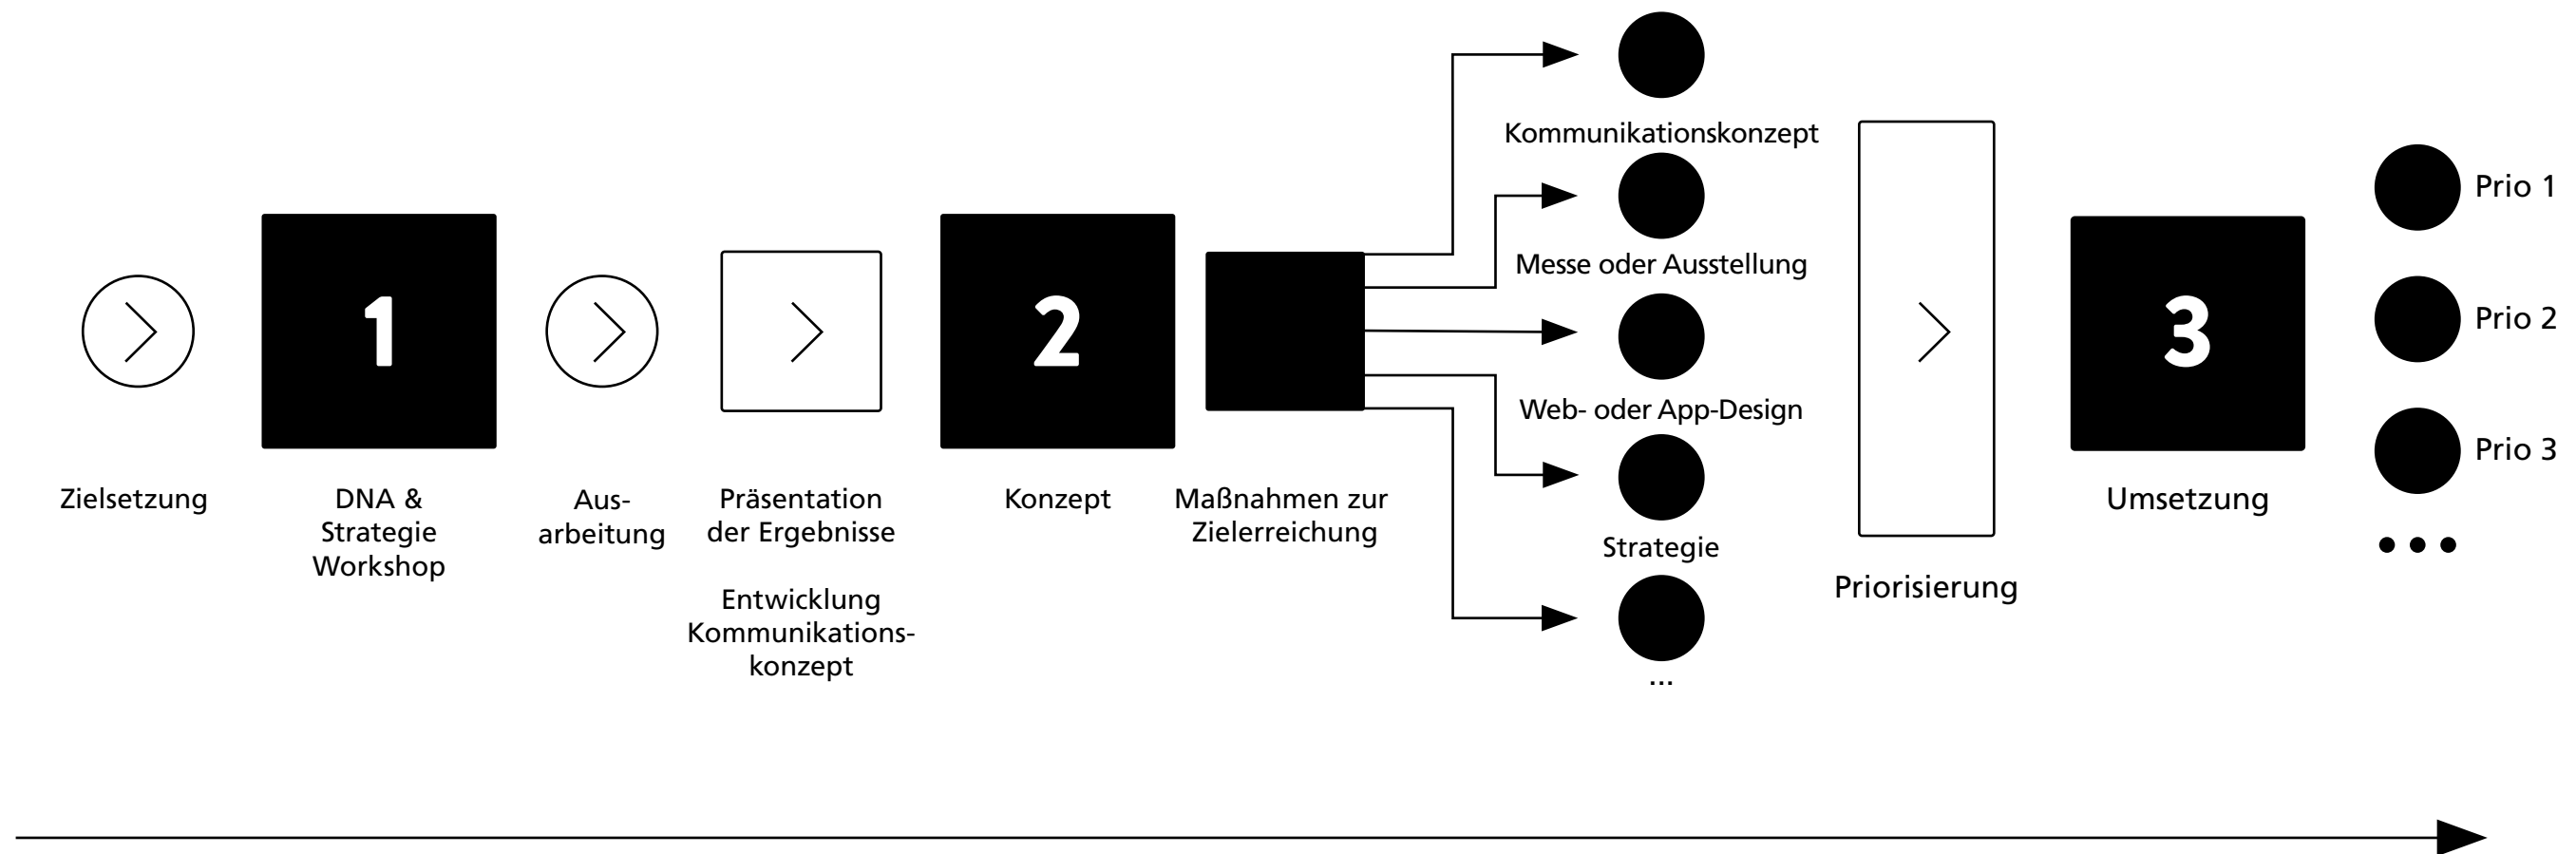 Zielsetzung
1
DNA &
Strategie
Workshop
Aus-
arbeitung
Präsentation
der Ergebnisse
Entwicklung
Kommunikations-
konzept
2
Konzept
Maßnahmen zur
Zielerreichung
Kommunikationskonzept
Messe oder Ausstellung
Web- oder App-Design
Strategie
...
Priorisierung
3
Umsetzung
Prio 1
Prio 2
Prio 3